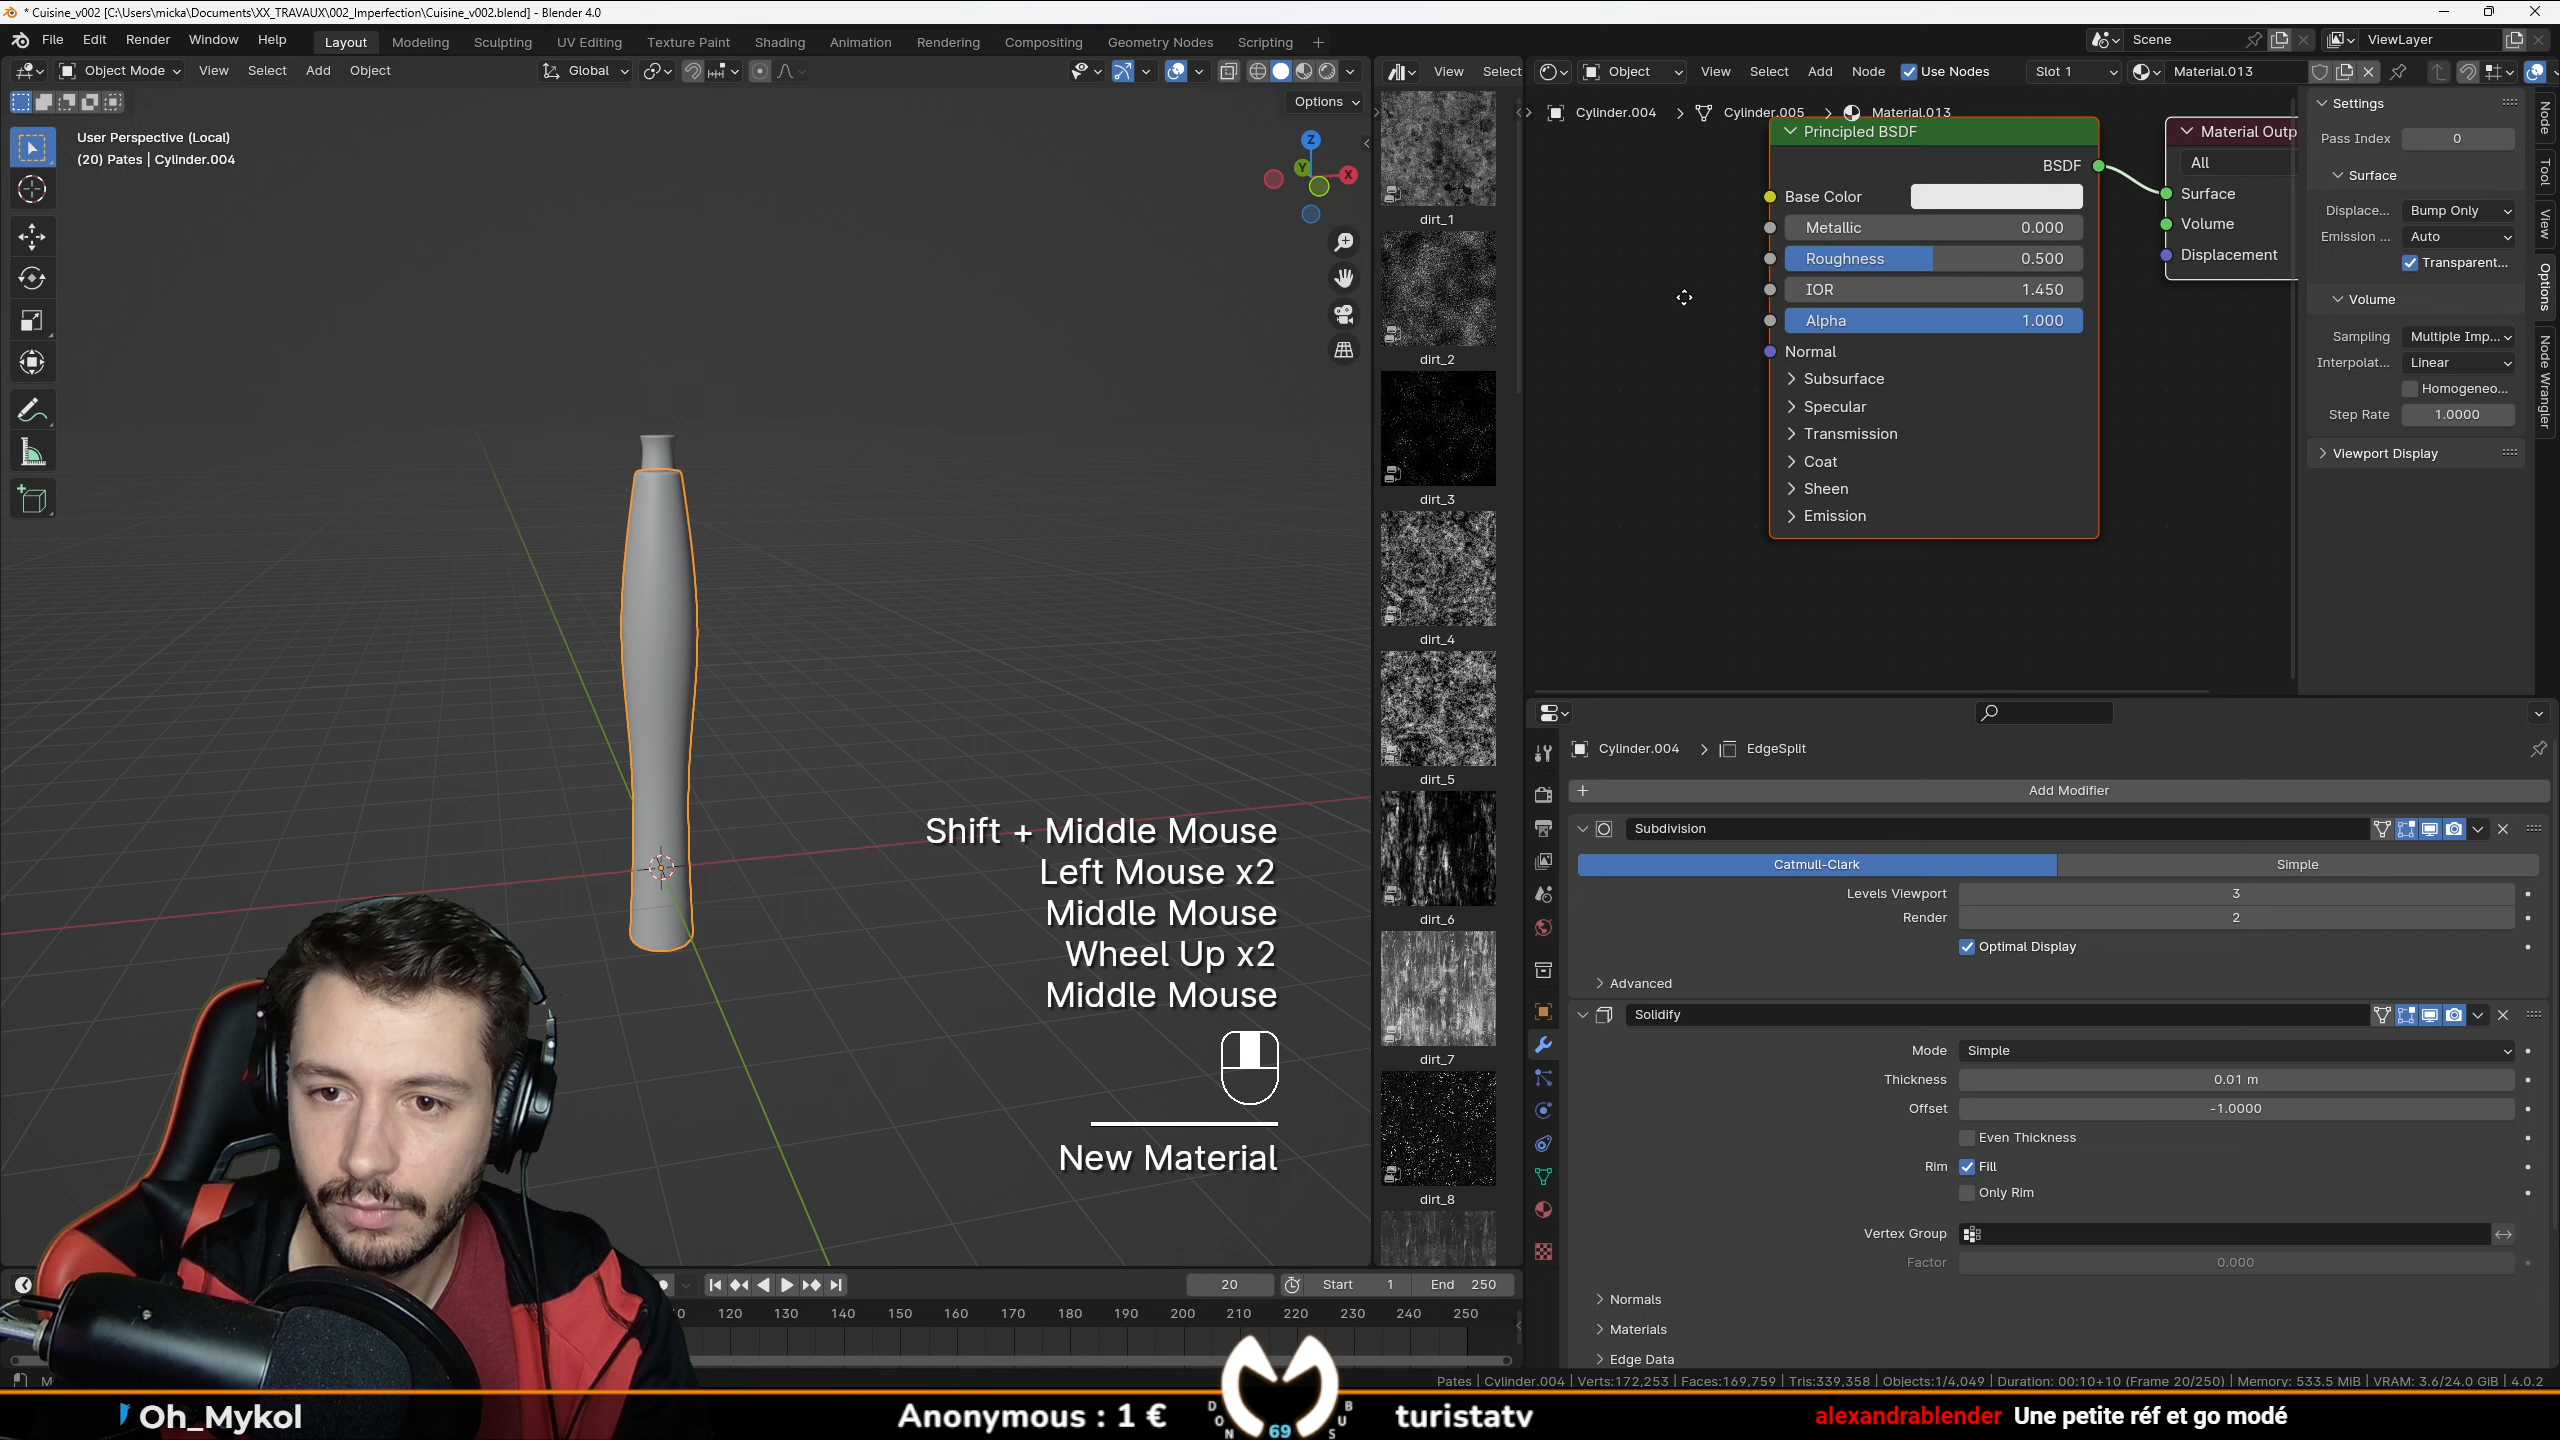 * Cuisine_v002 [C:\Users\micka\Documents\XX_TRAVAUX\002_Imperfection\Cuisine_v002.blend] - Blender 4.0
File Edit Render Window Help Layout Modeling Sculpting UV Editing Texture Paint Shading Animation Rendering Compositing Geometry Nodes Scripting + Scene ViewLayer
Object Mode View Select Add Object Global
Options
User Perspective (Local)
(20) Pates | Cylinder.004
Z
Y
X
Shift + Middle Mouse
Left Mouse x2
Middle Mouse
Wheel Up x2
Middle Mouse
New Material
View Select
dirt_1
dirt_2
dirt_3
dirt_4
dirt_5
dirt_6
dirt_7
dirt_8
Object View Select Add Node Use Nodes Slot 1 Material.013
Cylinder.004 > Cylinder.005 > Material.013
Principled BSDF
BSDF
Base Color
Metallic 0.000
Roughness 0.500
IOR 1.450
Alpha 1.000
Normal
Subsurface
Specular
Transmission
Coat
Sheen
Emission
Material Outp
All
Surface
Volume
Displacement
Settings
Pass Index 0
Surface
Displace... Bump Only
Emission ... Auto
Transparent...
Volume
Sampling Multiple Imp...
Interpolat... Linear
Homogeneo...
Step Rate 1.0000
Viewport Display
Node
Tool
View
Options
Node Wrangler
Cylinder.004 > EdgeSplit
+ Add Modifier
Subdivision
Catmull-Clark Simple
Levels Viewport 3
Render 2
Optimal Display
Advanced
Solidify
Mode Simple
Thickness 0.01 m
Offset -1.0000
Even Thickness
Rim Fill
Only Rim
Vertex Group
Factor 0.000
Normals
Materials
Edge Data
20 Start 1 End 250
120 130 140 150 160 170 180 190 200 210 220 230 240 250
Pates | Cylinder.004 | Verts:172,253 | Faces:169,759 | Tris:339,358 | Objects:1/4,049 | Duration: 00:10+10 (Frame 20/250) | Memory: 533.5 MiB | VRAM: 3.6/24.0 GiB | 4.0.2
Oh_Mykol
Anonymous : 1 €
DON
69
BUS
turistatv
alexandrablender Une petite réf et go modé